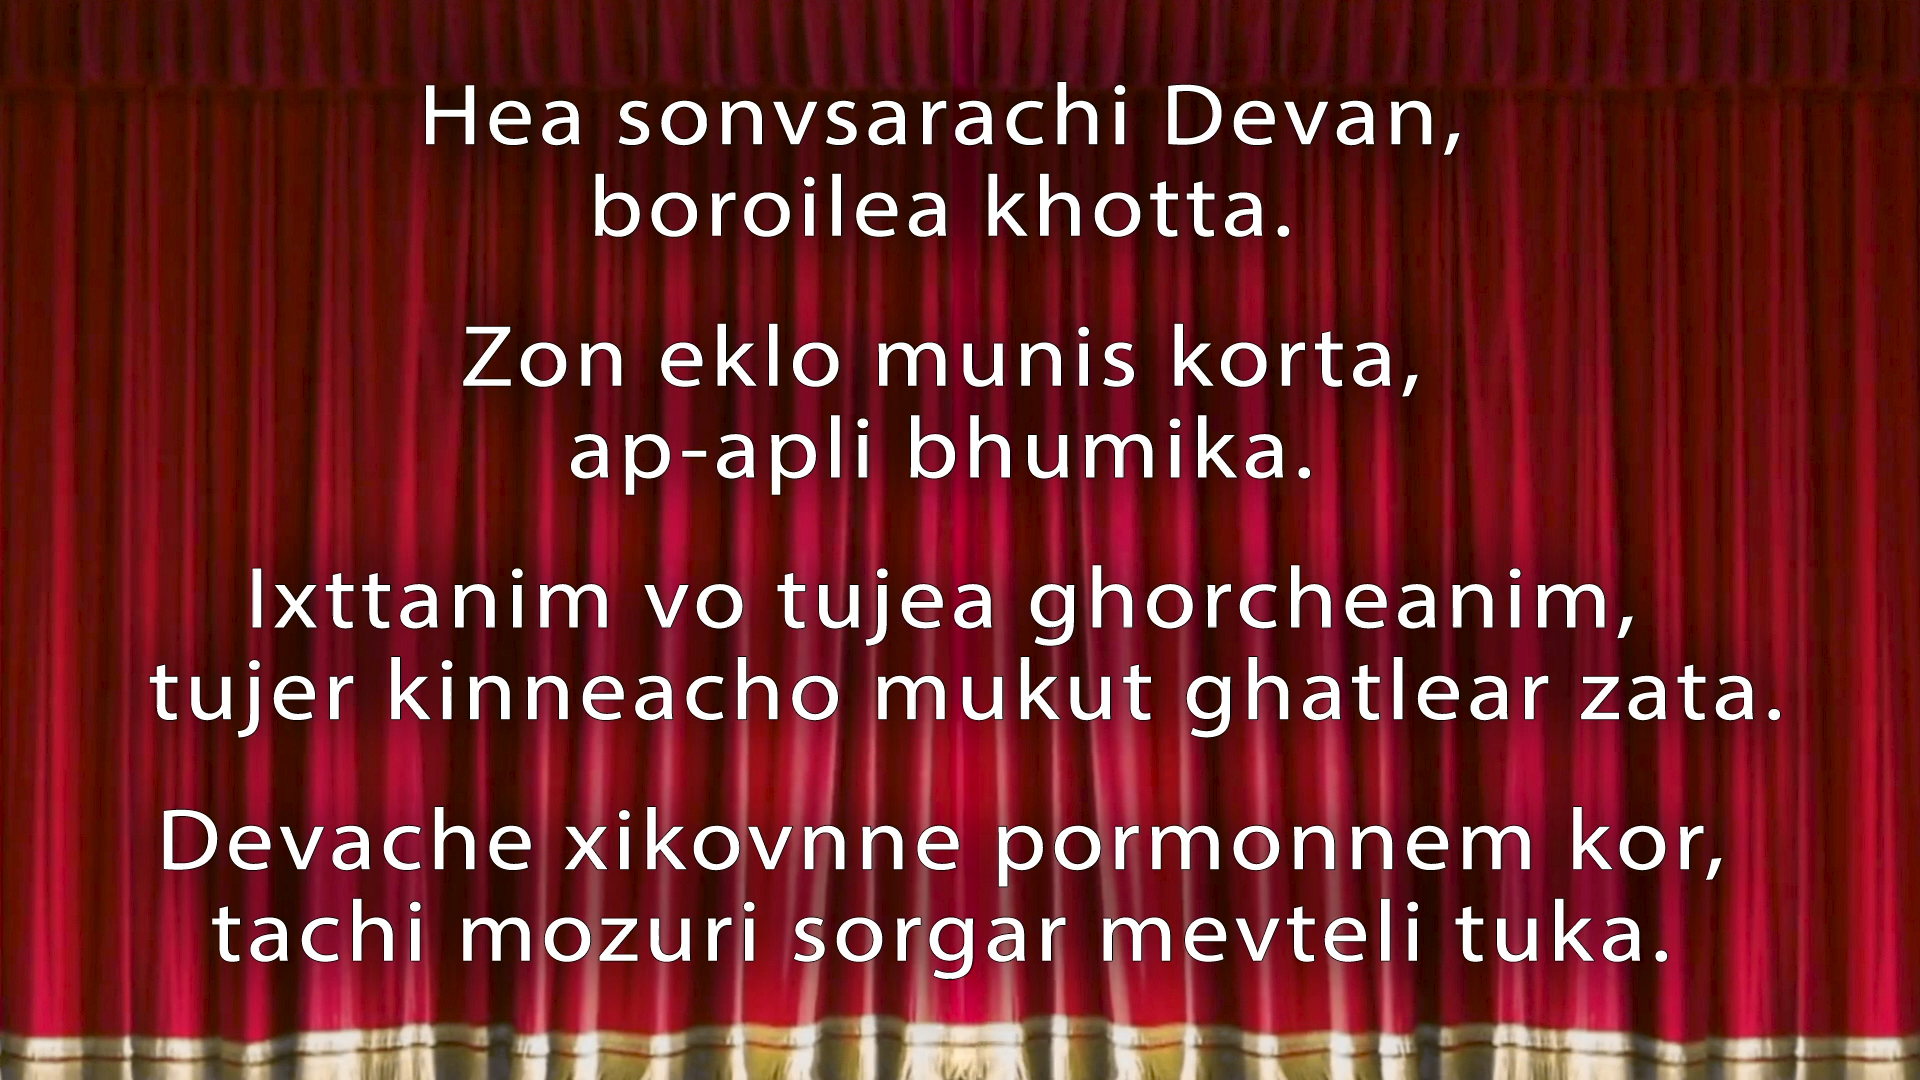 Hea sonvsarachi Devan,
boroilea khotta.
Zon eklo munis korta,
ap-apli bhumika.
Ixttanim vo tujea ghorcheanim,
tujer kinneacho mukut ghatlear zata.
Devache xikovnne pormonnem kor,
tachi mozuri sorgar mevteli tuka.